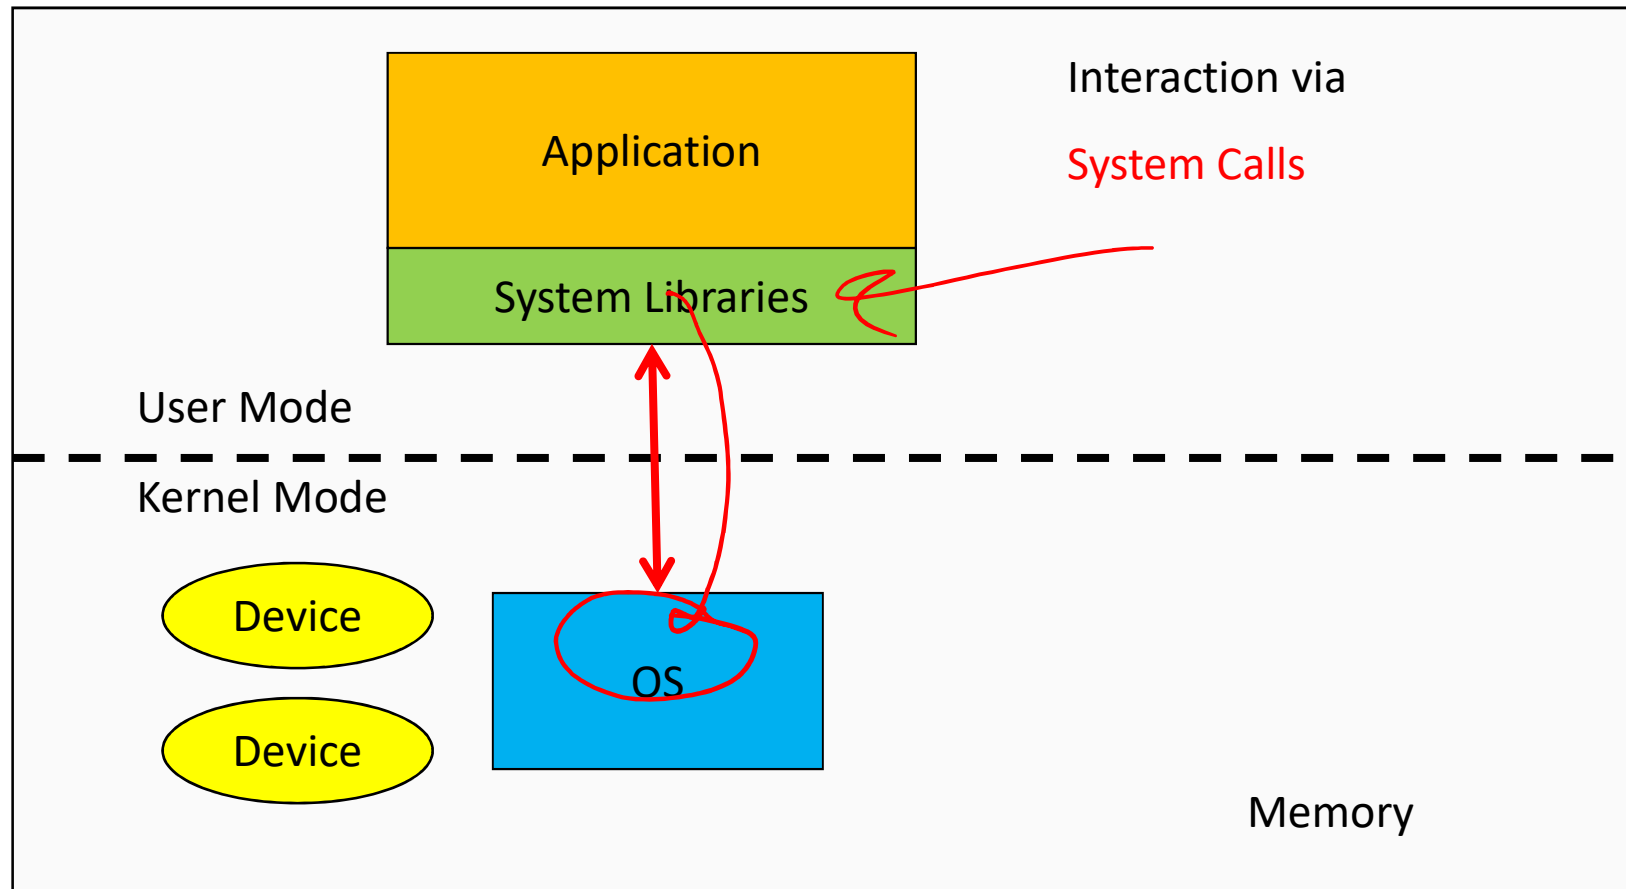 Interaction via
System Calls
Application
System Libraries
User Mode
Kernel Mode
Device
OS
Device
Memory